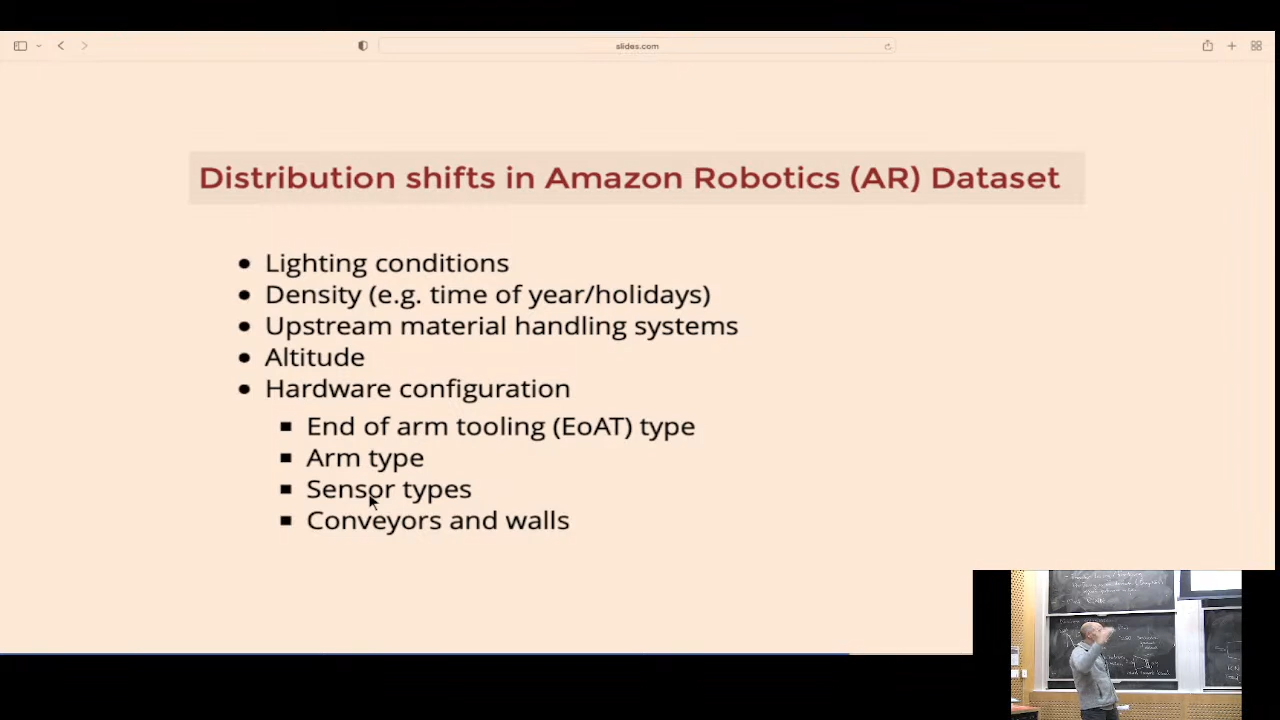 slides.com
Distribution shifts in Amazon Robotics (AR) Dataset
Lighting conditions
Density (e.g. time of year/holidays)
Upstream material handling systems
Altitude
Hardware configuration
End of arm tooling (EoAT) type
Arm type
Sensor types
Conveyors and walls